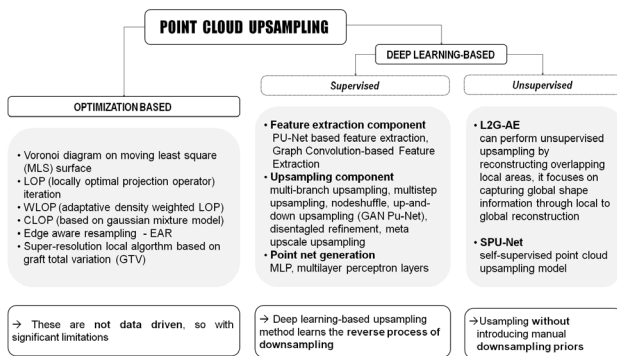 POINT CLOUD UPSAMPLING
DEEP LEARNING-BASED
Supervised
Unsupervised
OPTIMIZATION BASED
• Voronoi diagram on moving least square
(MLS) surface
• LOP (locally optimal projection operator)
iteration
• WLOP (adaptative density weighted LOP)
• CLOP (based on gaussian mixture model)
• Edge aware resampling - EAR
• Super-resolution local algorthm based on
graft total variation (GTV)
→ These are not data driven, so with
significant limitations
• Feature extraction component
PU-Net based feature extraction,
Graph Convolution-based Feature
Extraction
• Upsampling component
multi-branch upsampling, multistep
upsampling, nodeshuffle, up-and-
down upsampling (GAN Pu-Net),
disentagled refinement, meta
upscale upsampling
• Point net generation
MLP, multilayer perceptron layers
→ Deep learning-based upsampling
method learns the reverse process of
downsampling
• L2G-AE
can perform unsupervised
upsampling by
reconstructing overlapping
local areas, it focuses on
capturing global shape
information through local to
global reconstruction
• SPU-Net
self-supervised point cloud
upsampling model
→Usampling without
introducing manual
downsampling priors